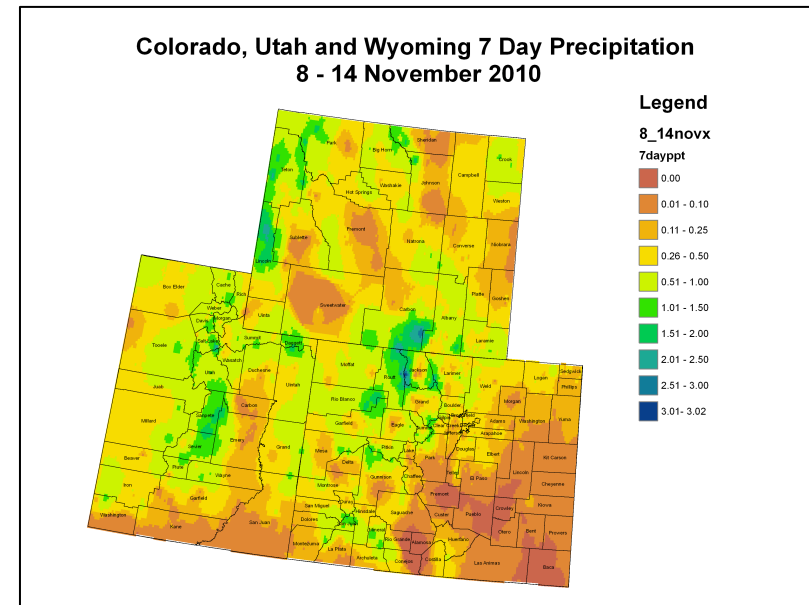 Colorado, Utah and Wyoming 7 Day Precipitation
8 - 14 November 2010
Legend
8_14novx
7dayppt
0.00
0.01 - 0.10
0.11 - 0.25
0.26 - 0.50
0.51 - 1.00
1.01 - 1.50
1.51 - 2.00
2.01 - 2.50
2.51 - 3.00
3.01- 3.02
Sheridan
Park
Big Horn
Crook
Teton
Campbell
Washakie
Johnson
Hot Springs
Weston
Fremont
Sublette
Natrona
Converse
Niobrara
Lincoln
Platte
Goshen
Sweetwater
Carbon
Albany
Laramie
Uinta
Box Elder
Cache
Rich
Weber
Morgan
Davis
Salt Lake
Summit
Daggett
Tooele
Wasatch
Utah
Duchesne
Uintah
Juab
Carbon
Sanpete
Millard
Emery
Grand
Sevier
Beaver
Piute
Wayne
Iron
Garfield
Washington
Kane
San Juan
Moffat
Routt
Jackson
Larimer
Weld
Logan
Sedgwick
Phillips
Rio Blanco
Grand
Boulder
Morgan
Washington
Yuma
Garfield
Eagle
Clear Creek
Adams
Arapahoe
Pitkin
Lake
Park
Douglas
Elbert
Kit Carson
Mesa
Delta
Gunnison
Chaffee
Teller
El Paso
Lincoln
Cheyenne
Montrose
Fremont
Ouray
San Miguel
Hinsdale
Saguache
Custer
Pueblo
Crowley
Kiowa
Dolores
San Juan
Mineral
Otero
Bent
Prowers
Montezuma
La Plata
Rio Grande
Alamosa
Huerfano
Archuleta
Conejos
Costilla
Las Animas
Baca